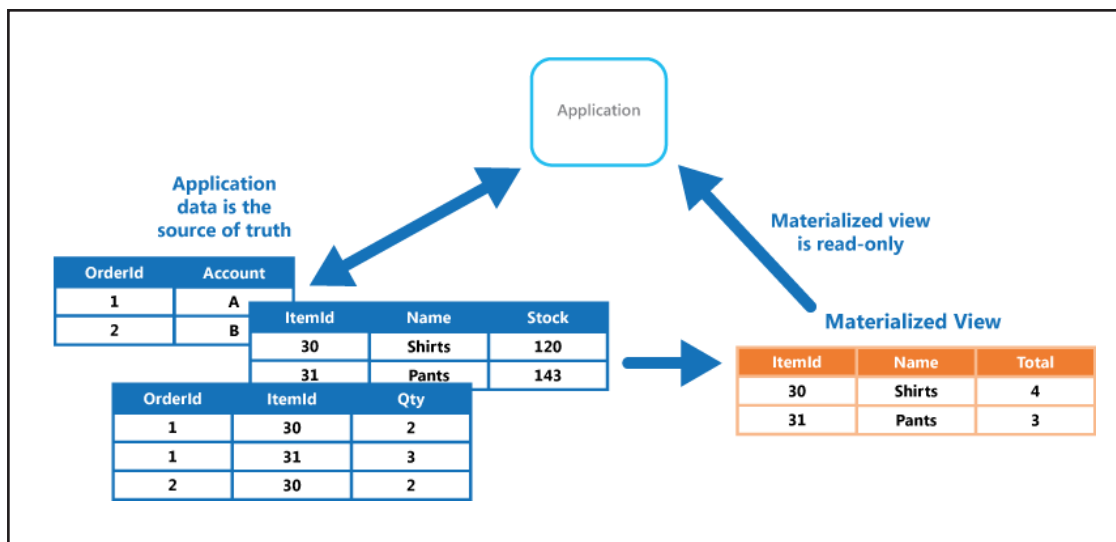 Application
Application
data is the
source of truth
Materialized view
is read-only
OrderId Account
1 A
2 B
ItemId Name Stock
30 Shirts 120
31 Pants 143
OrderId ItemId Qty
1 30 2
1 31 3
2 30 2
Materialized View
ItemId Name Total
30 Shirts 4
31 Pants 3